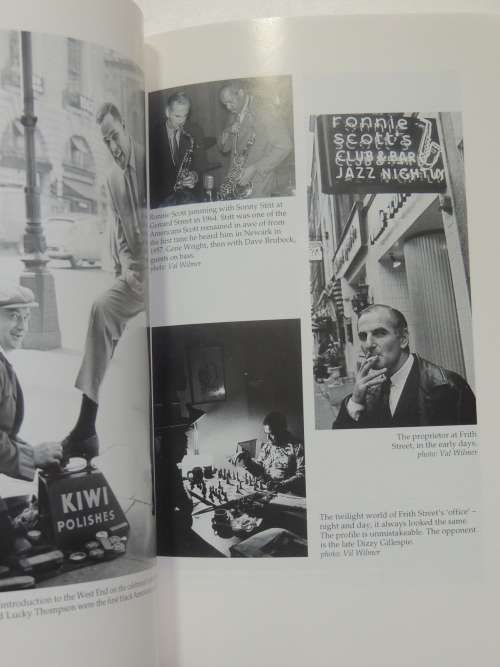 KIWI
POLISHES
introduction to the West End on the
Lucky Thompson were the first black
Ronnie Scott jamming with Sonny Stitt at
Gerrard Street in 1964. Stitt was one of the
Americans Scott remained in awe of from
the first time he heard him in Newark in
1957. Gene Wright, then with Dave Brubeck,
guests on bass.
photo: Val Wilmer
RONNIE
SCOTT'S
CLUB & BAR
JAZZ NIGHTLY
The proprietor at Frith
Street, in the early days.
photo: Val Wilmer
The twilight world of Frith Street's 'office' –
night and day, it always looked the same.
The profile is unmistakeable. The opponent
is the late Dizzy Gillespie.
photo: Vil Wilmer